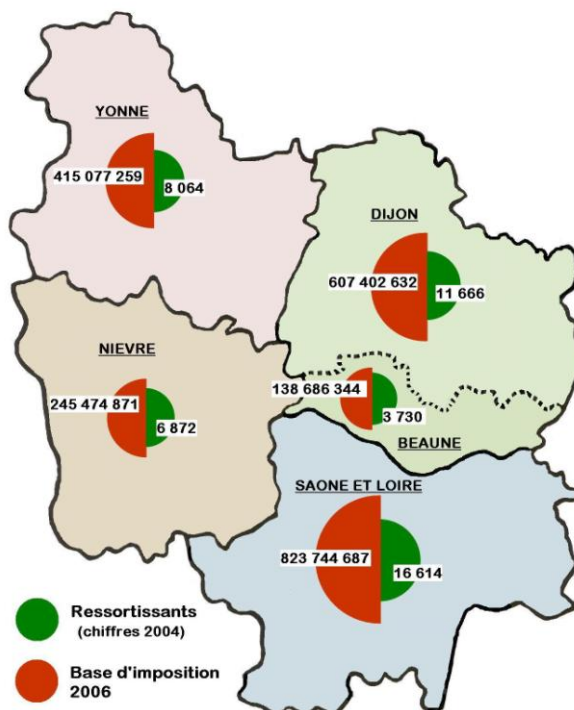 YONNE
415 077 259
8 064
DIJON
607 402 632
11 666
NIEVRE
245 474 871
6 872
138 686 344
3 730
BEAUNE
SAONE ET LOIRE
823 744 687
16 614
Ressortissants
(chiffres 2004)
Base d'imposition
2006